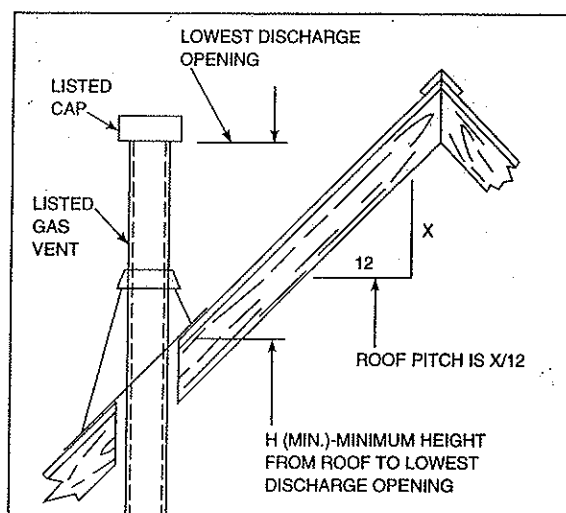 LOWEST DISCHARGE
OPENING
LISTED
CAP
LISTED
GAS
VENT
X
12
ROOF PITCH IS X/12
H (MIN.)-MINIMUM HEIGHT
FROM ROOF TO LOWEST
DISCHARGE OPENING